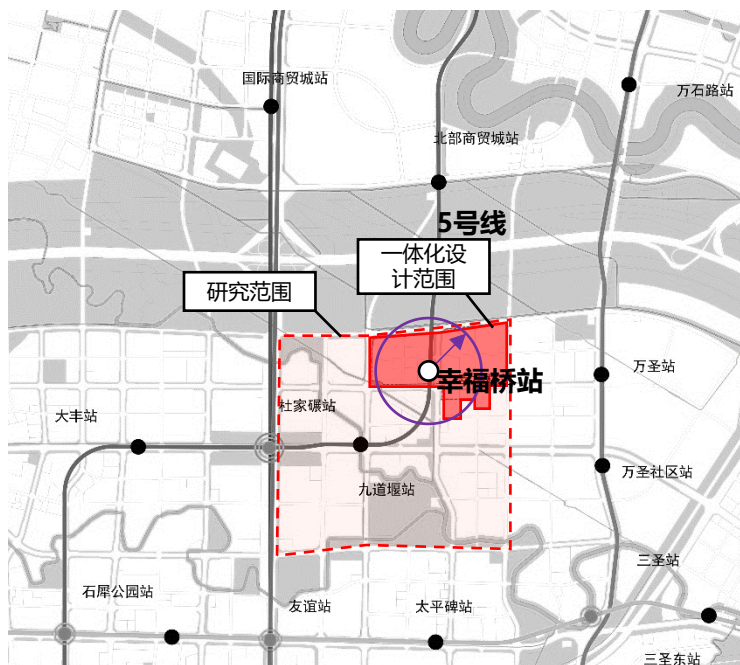 国际商贸城站
万石路站
北部商贸城站
5号线
一体化设
计范围
研究范围
幸福桥站
万圣站
杜家碾站
大丰站
万圣社区站
九道堰站
三圣站
石犀公园站
友谊站
太平碑站
三圣东站